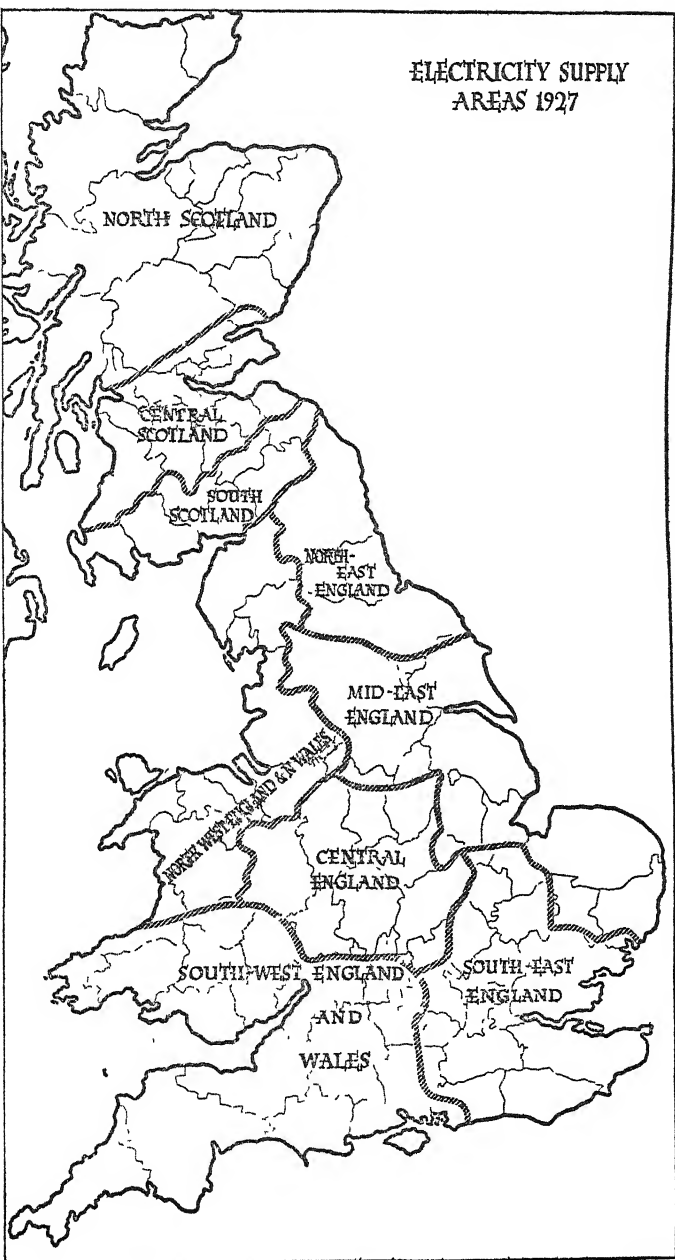 ELECTRICITY SUPPLY
AREAS 1927
NORTH SCOTLAND
CENTRAL
SCOTLAND
SOUTH
SCOTLAND
NORTH-
EAST
ENGLAND
MID-EAST
ENGLAND
NORTH WEST ENGLAND & N WALES
CENTRAL
ENGLAND
SOUTH-WEST ENGLAND
AND
WALES
SOUTH-EAST
ENGLAND